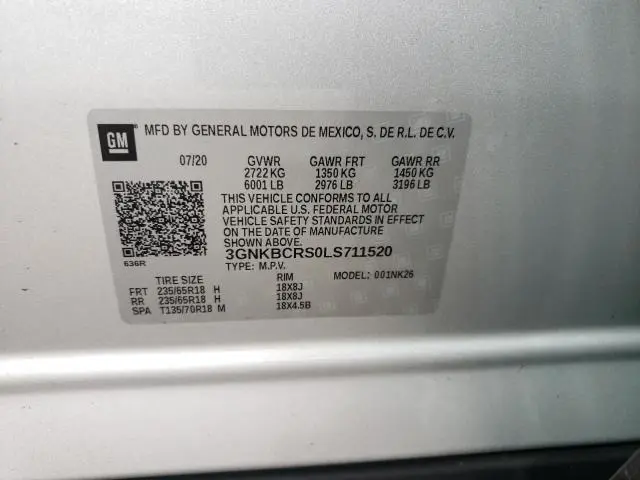 GM MFD BY GENERAL MOTORS DE MEXICO, S. DE R.L. DE C.V.
07/20 GVWR GAWR FRT GAWR RR
2722 KG 1350 KG 1450 KG
6001 LB 2976 LB 3196 LB
THIS VEHICLE CONFORMS TO ALL
APPLICABLE U.S. FEDERAL MOTOR
VEHICLE SAFETY STANDARDS IN EFFECT
ON THE DATE OF MANUFACTURE
SHOWN ABOVE.
3GNKBCRS0LS711520
636R
TYPE: M.P.V.
MODEL: 001NK26
TIRE SIZE RIM
FRT 235/65R18 H 18X8J
RR 235/65R18 H 18X8J
SPA T135/70R18 M 18X4.5B